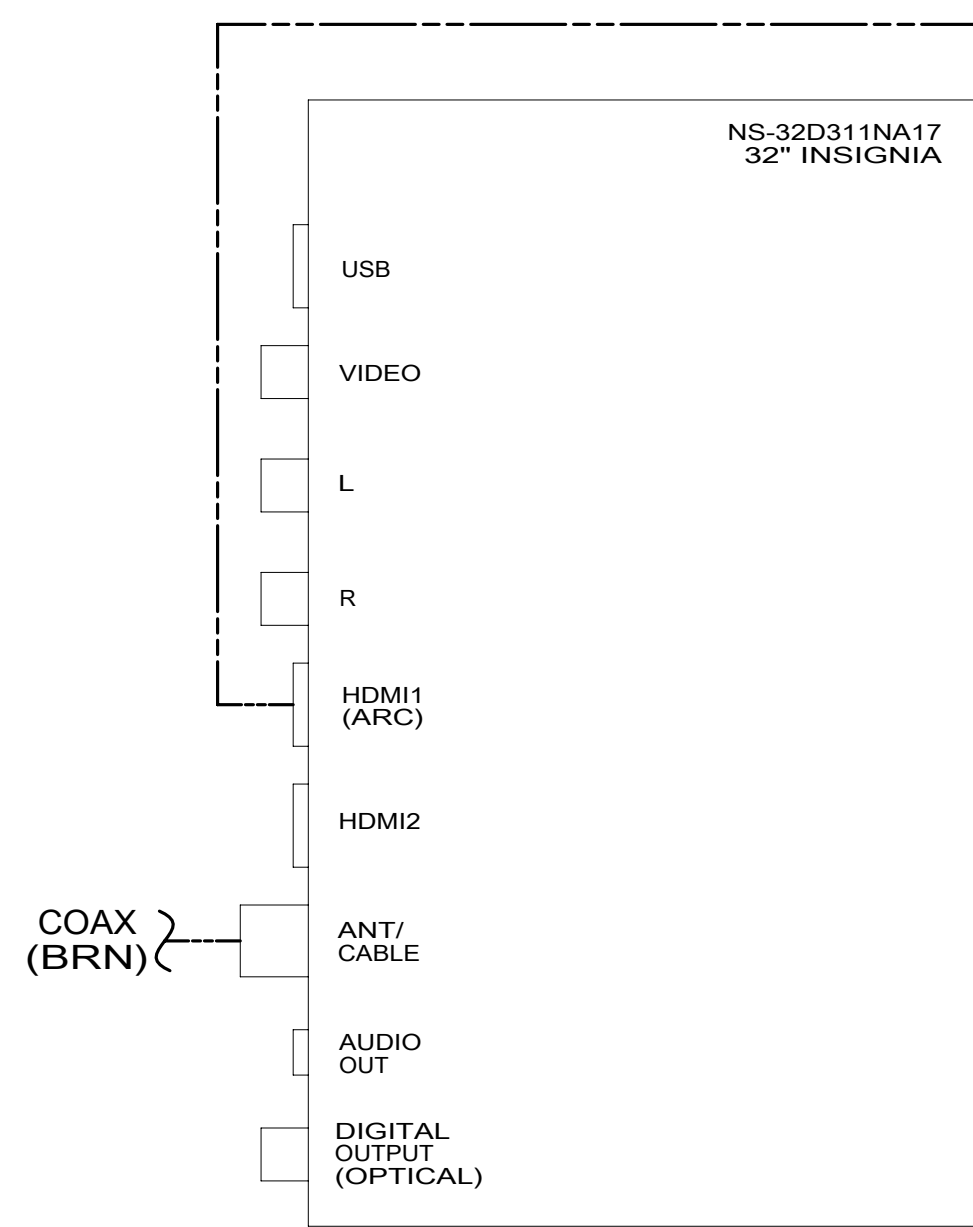 NS-32D311NA17
32" INSIGNIA
USB
VIDEO
L
R
HDMI1
(ARC)
HDMI2
COAX
(BRN)
ANT/
CABLE
AUDIO
OUT
DIGITAL
OUTPUT
(OPTICAL)